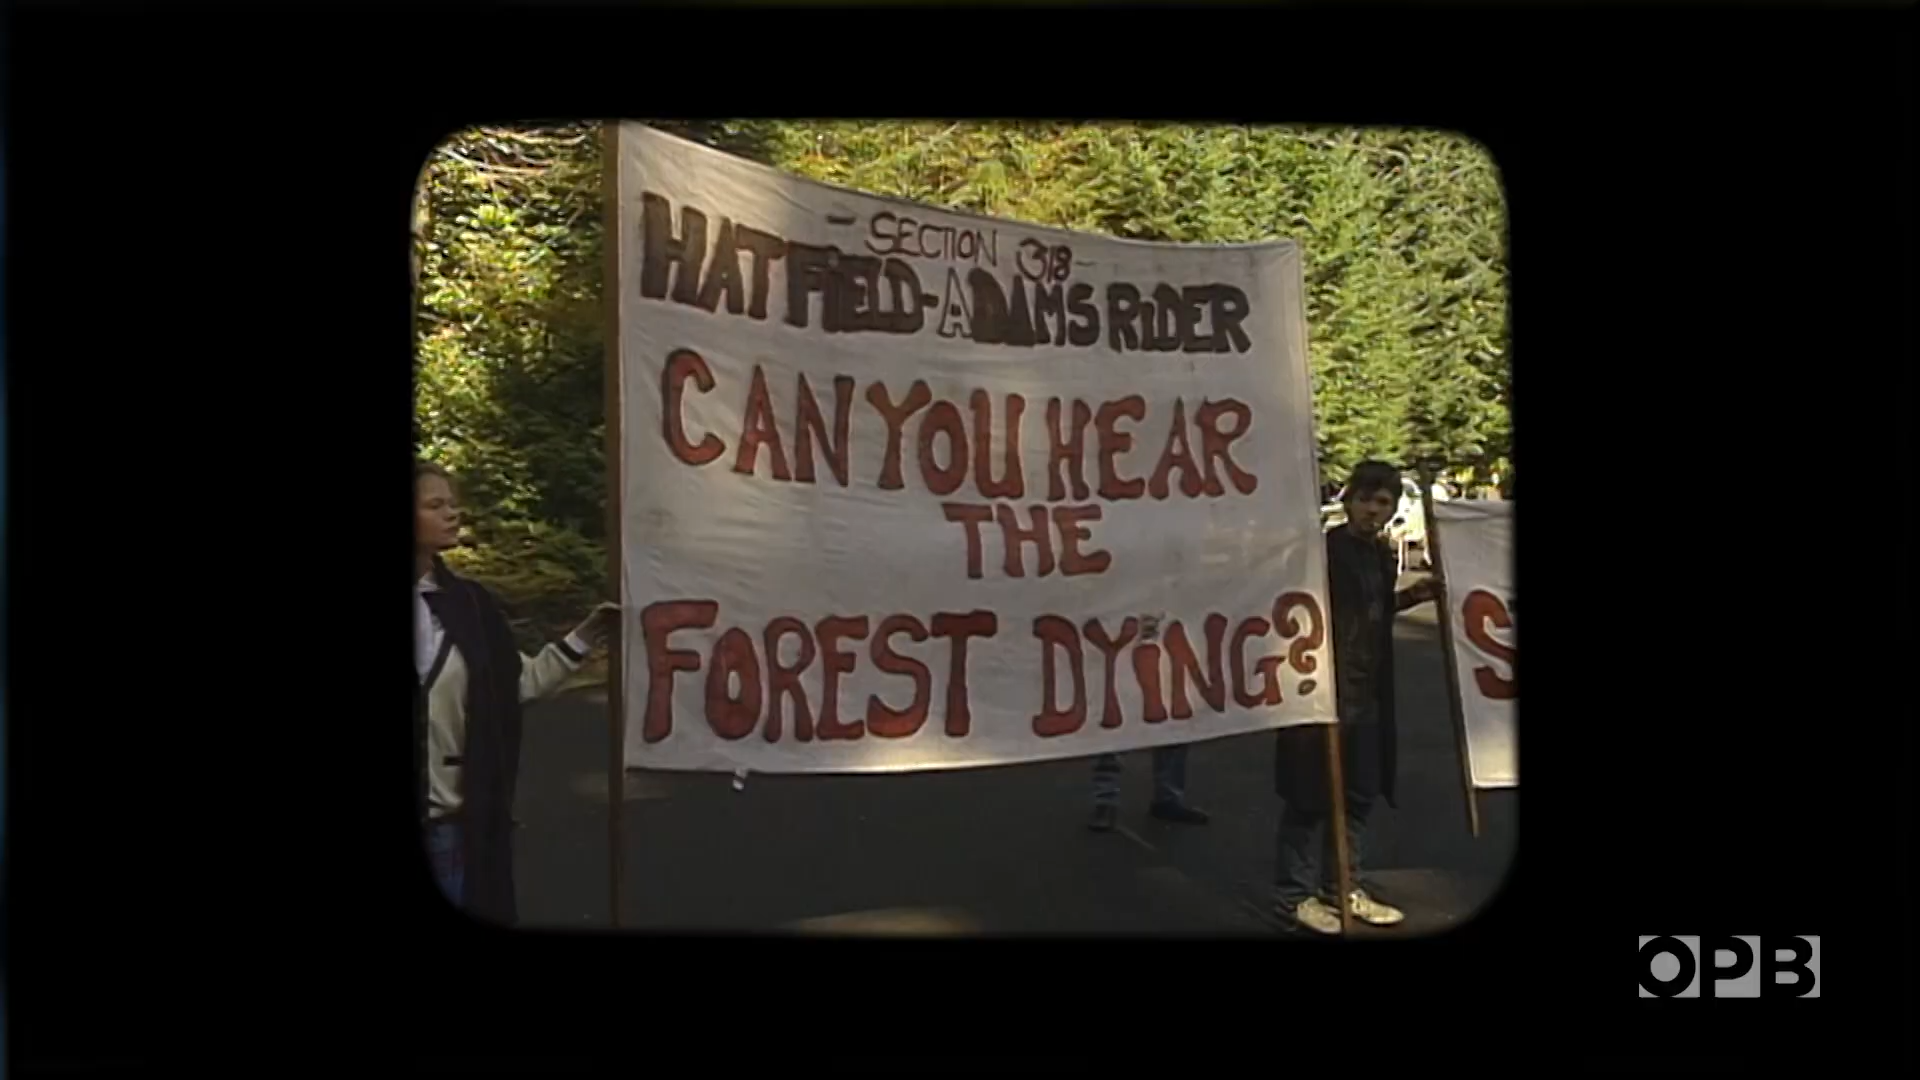 - SECTION 318 -
HATFiELD-ADAMS RiDER
CAN YOU HEAR
THE
FOREST DYiNG?
S
OPB